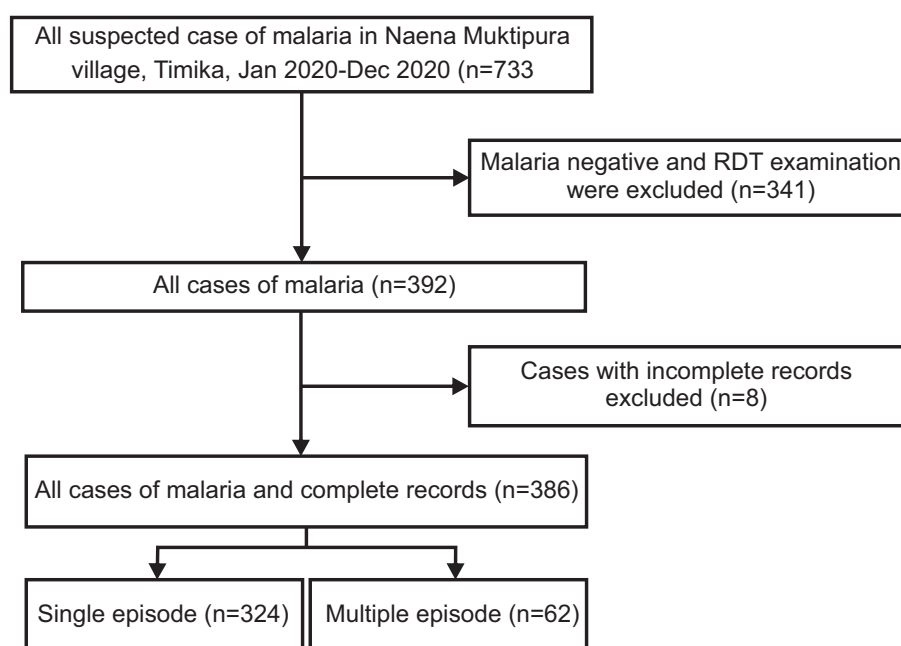 All suspected case of malaria in Naena Muktipura
village, Timika, Jan 2020-Dec 2020 (n=733
Malaria negative and RDT examination
were excluded (n=341)
All cases of malaria (n=392)
Cases with incomplete records
excluded (n=8)
All cases of malaria and complete records (n=386)
Single episode (n=324)
Multiple episode (n=62)